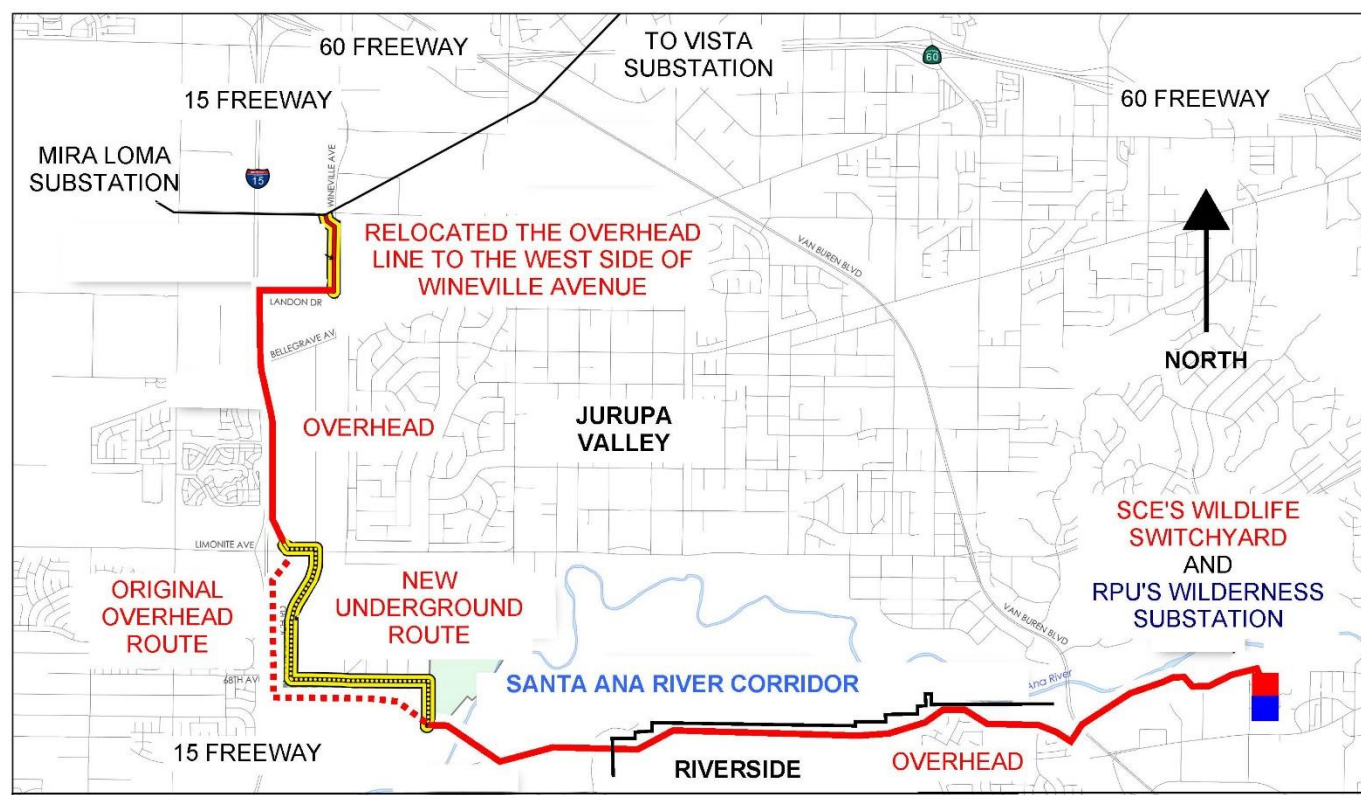 60 FREEWAY
TO VISTA
SUBSTATION
60
15 FREEWAY
60 FREEWAY
MIRA LOMA
SUBSTATION
15
WINEVILLE AVE
RELOCATED THE OVERHEAD
LINE TO THE WEST SIDE OF
WINEVILLE AVENUE
VAN BUREN BLVD
LANDON DR
NORTH
BELLEGRAVE AV
OVERHEAD
JURUPA
VALLEY
SCE'S WILDLIFE
SWITCHYARD
AND
RPU'S WILDERNESS
SUBSTATION
LIMONITE AVE
ORIGINAL
OVERHEAD
ROUTE
NEW
UNDERGROUND
ROUTE
VAN BUREN BLVD
68TH AV
SANTA ANA RIVER CORRIDOR
Ana River
15 FREEWAY
RIVERSIDE
OVERHEAD